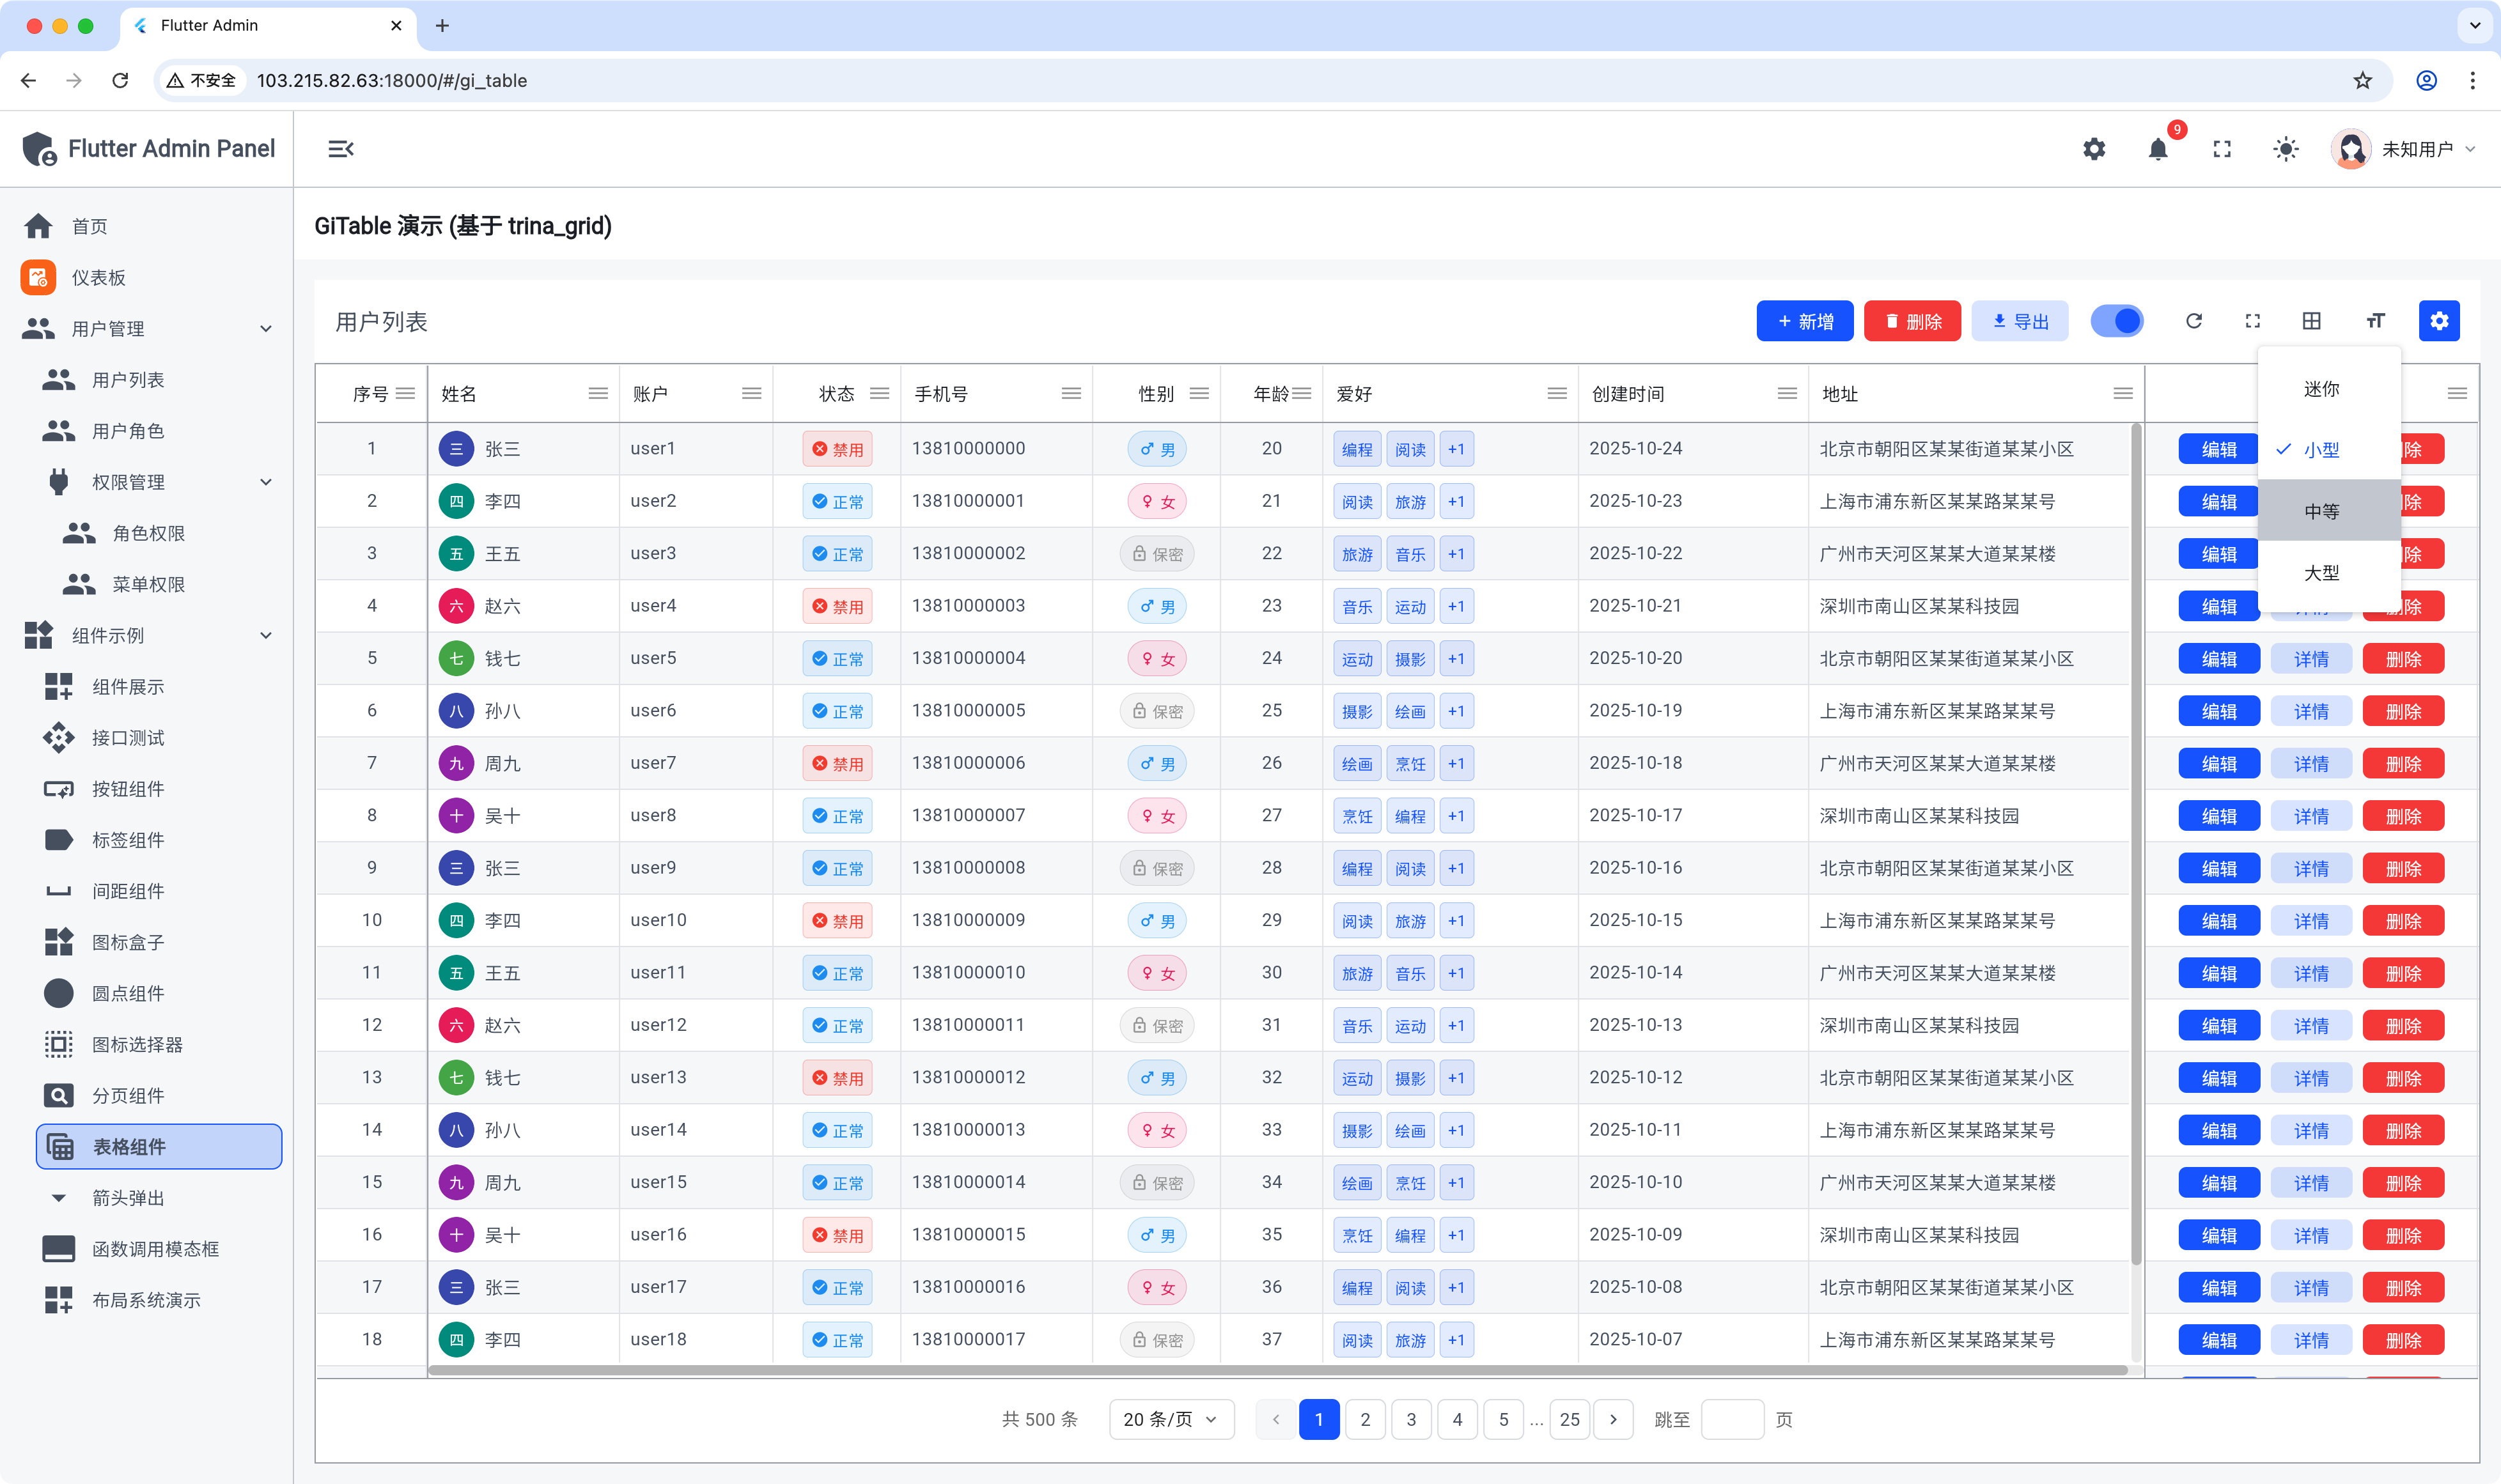 Flutter Admin
不安全 103.215.82.63:18000/#/gi_table
Flutter Admin Panel
9
未知用户
首页
仪表板
用户管理
用户列表
用户角色
权限管理
角色权限
菜单权限
组件示例
组件展示
接口测试
按钮组件
标签组件
间距组件
图标盒子
圆点组件
图标选择器
分页组件
表格组件
箭头弹出
函数调用模态框
布局系统演示
GiTable 演示 (基于 trina_grid)
用户列表
新增 删除 导出
迷你
小型
中等
大型
序号 姓名 账户 状态 手机号 性别 年龄 爱好 创建时间 地址
1 三 张三 user1 禁用 13810000000 男 20 编程 阅读 +1 2025-10-24 北京市朝阳区某某街道某某小区 编辑 除
2 四 李四 user2 正常 13810000001 女 21 阅读 旅游 +1 2025-10-23 上海市浦东新区某某路某某号 编辑 除
3 五 王五 user3 正常 13810000002 保密 22 旅游 音乐 +1 2025-10-22 广州市天河区某某大道某某楼 编辑 除
4 六 赵六 user4 禁用 13810000003 男 23 音乐 运动 +1 2025-10-21 深圳市南山区某某科技园 编辑 除
5 七 钱七 user5 正常 13810000004 女 24 运动 摄影 +1 2025-10-20 北京市朝阳区某某街道某某小区 编辑 详情 删除
6 八 孙八 user6 正常 13810000005 保密 25 摄影 绘画 +1 2025-10-19 上海市浦东新区某某路某某号 编辑 详情 删除
7 九 周九 user7 禁用 13810000006 男 26 绘画 烹饪 +1 2025-10-18 广州市天河区某某大道某某楼 编辑 详情 删除
8 十 吴十 user8 正常 13810000007 女 27 烹饪 编程 +1 2025-10-17 深圳市南山区某某科技园 编辑 详情 删除
9 三 张三 user9 正常 13810000008 保密 28 编程 阅读 +1 2025-10-16 北京市朝阳区某某街道某某小区 编辑 详情 删除
10 四 李四 user10 禁用 13810000009 男 29 阅读 旅游 +1 2025-10-15 上海市浦东新区某某路某某号 编辑 详情 删除
11 五 王五 user11 正常 13810000010 女 30 旅游 音乐 +1 2025-10-14 广州市天河区某某大道某某楼 编辑 详情 删除
12 六 赵六 user12 正常 13810000011 保密 31 音乐 运动 +1 2025-10-13 深圳市南山区某某科技园 编辑 详情 删除
13 七 钱七 user13 禁用 13810000012 男 32 运动 摄影 +1 2025-10-12 北京市朝阳区某某街道某某小区 编辑 详情 删除
14 八 孙八 user14 正常 13810000013 女 33 摄影 绘画 +1 2025-10-11 上海市浦东新区某某路某某号 编辑 详情 删除
15 九 周九 user15 正常 13810000014 保密 34 绘画 烹饪 +1 2025-10-10 广州市天河区某某大道某某楼 编辑 详情 删除
16 十 吴十 user16 禁用 13810000015 男 35 烹饪 编程 +1 2025-10-09 深圳市南山区某某科技园 编辑 详情 删除
17 三 张三 user17 正常 13810000016 女 36 编程 阅读 +1 2025-10-08 北京市朝阳区某某街道某某小区 编辑 详情 删除
18 四 李四 user18 正常 13810000017 保密 37 阅读 旅游 +1 2025-10-07 上海市浦东新区某某路某某号 编辑 详情 删除
共 500 条 20 条/页 1 2 3 4 5 ... 25 跳至 页